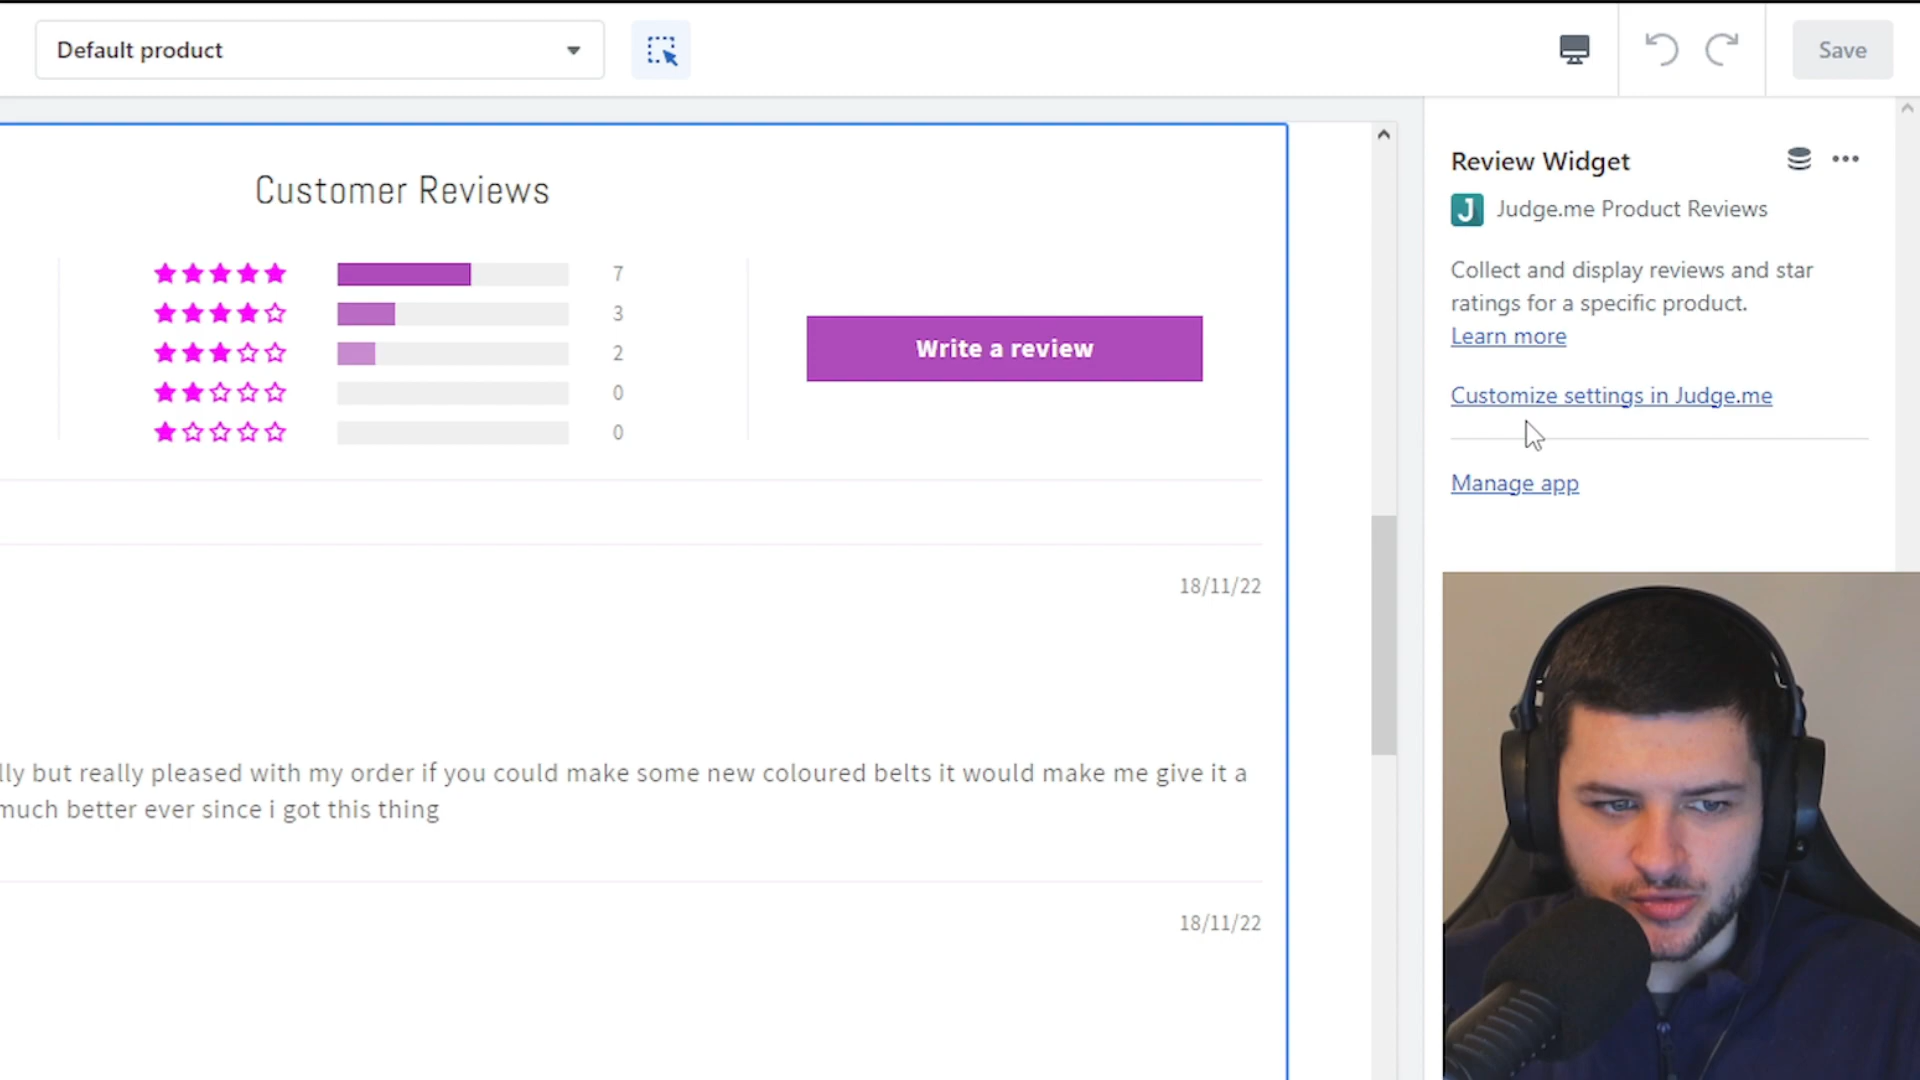 Default product
Save
Customer Reviews
7
3
2
0
0
Write a review
18/11/22
but really pleased with my order if you could make some new coloured belts it would make me give it a
much better ever since i got this thing
18/11/22
Review Widget
J Judge.me Product Reviews
Collect and display reviews and star
ratings for a specific product.
Learn more
Customize settings in Judge.me
Manage app